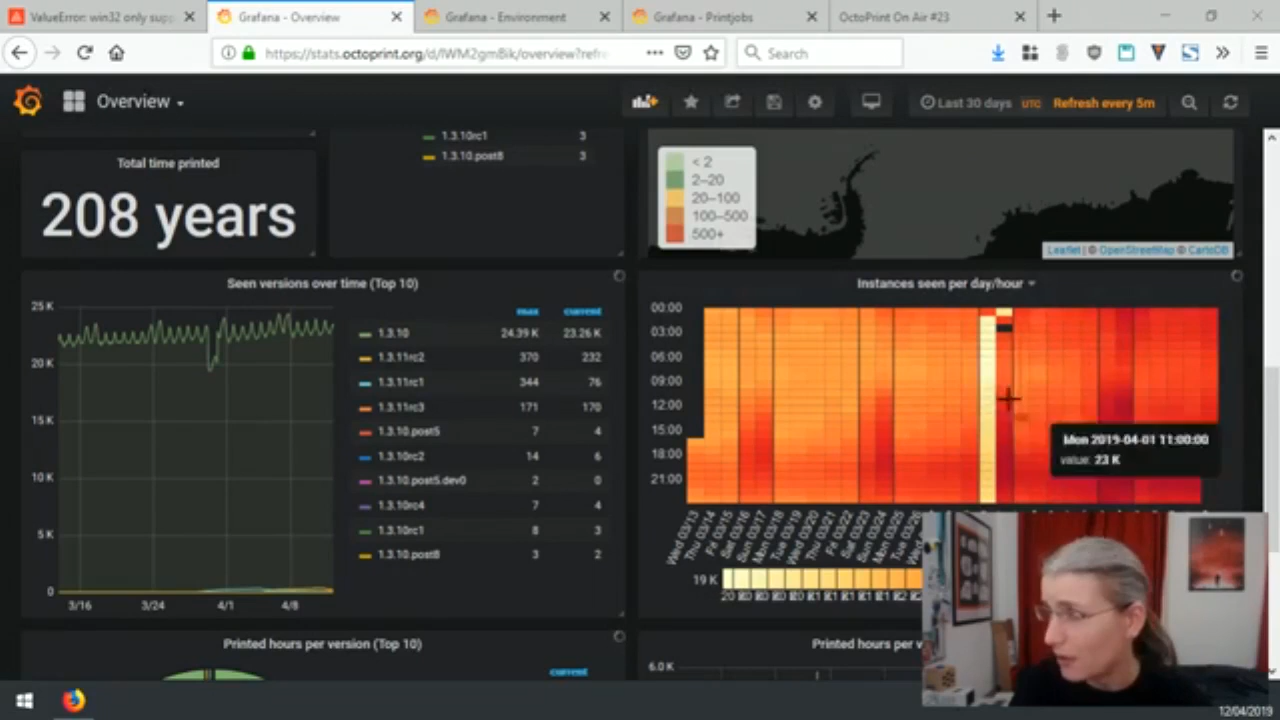 ValueError: win32 only supp
Grafana - Overview
Grafana - Environment
Grafana - Printjobs
OctoPrint On Air #23
https://stats.octoprint.org/d/IWM2gmBik/overview?refre
Search
Overview
Last 30 days UTC Refresh every 5m
1.3.10rc1 3
1.3.10.post8 3
Total time printed
208 years
< 2
2–20
20–100
100–500
500+
Leaflet | © OpenStreetMap © CartoDB
Seen versions over time (Top 10)
25 K
20 K
15 K
10 K
5 K
0
3/16 3/24 4/1 4/8
max current
1.3.10 24.39 K 23.26 K
1.3.11rc2 370 232
1.3.11rc1 344 76
1.3.11rc3 171 170
1.3.10.post5 7 4
1.3.10rc2 14 6
1.3.10.post5.dev0 2 0
1.3.10rc4 7 4
1.3.10rc1 8 3
1.3.10.post8 3 2
Instances seen per day/hour
00:00
03:00
06:00
09:00
12:00
15:00
18:00
21:00
Mon 2019-04-01 11:00:00
value: 23 K
Wed 03/13
Thu 03/14
Fri 03/15
Sat 03/16
Sun 03/17
Mon 03/18
Tue 03/19
Wed 03/20
Thu 03/21
Fri 03/22
Sat 03/23
Sun 03/24
Mon 03/25
Tue 03/26
19 K
Printed hours per version (Top 10)
current
Printed hours per v
6.0 K
12/04/2019